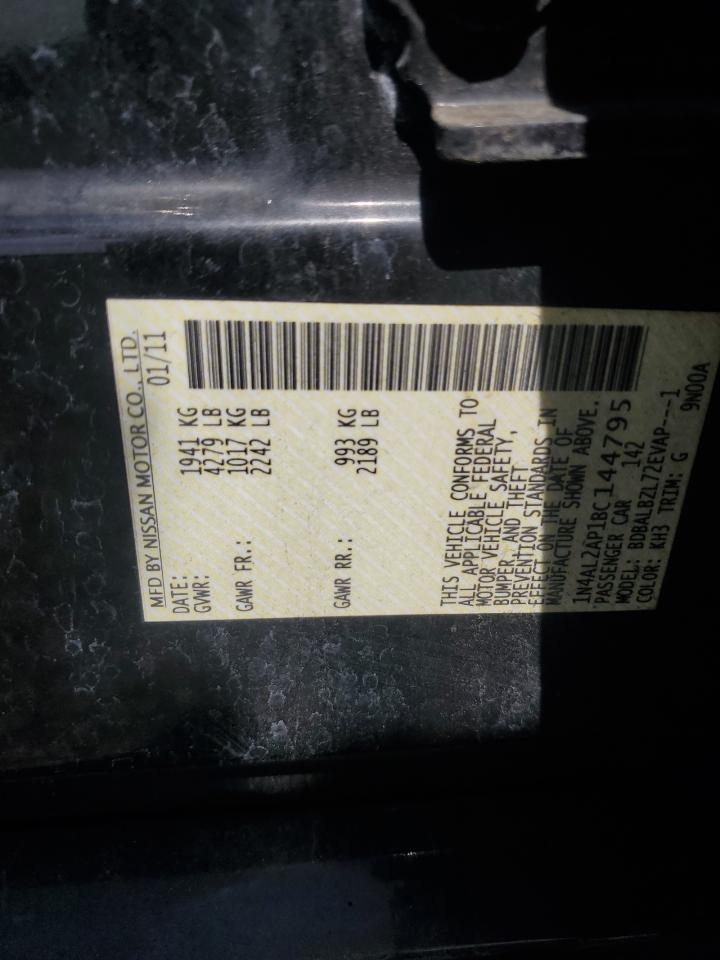 MFD BY NISSAN MOTOR CO., LTD.
DATE: 01/11
GVWR: 1941 KG
4279 LB
GAWR FR.: 1017 KG
2242 LB
GAWR RR.: 993 KG
2189 LB
THIS VEHICLE CONFORMS TO
ALL APPLICABLE FEDERAL
MOTOR VEHICLE SAFETY,
BUMPER, AND THEFT
PREVENTION STANDARDS IN
EFFECT ON THE DATE OF
MANUFACTURE SHOWN ABOVE.
1N4AL2AP1BC144795
PASSENGER CAR 142
MODEL: BDBALBZL72EVAP---1
COLOR: KH3 TRIM: G 9N00A